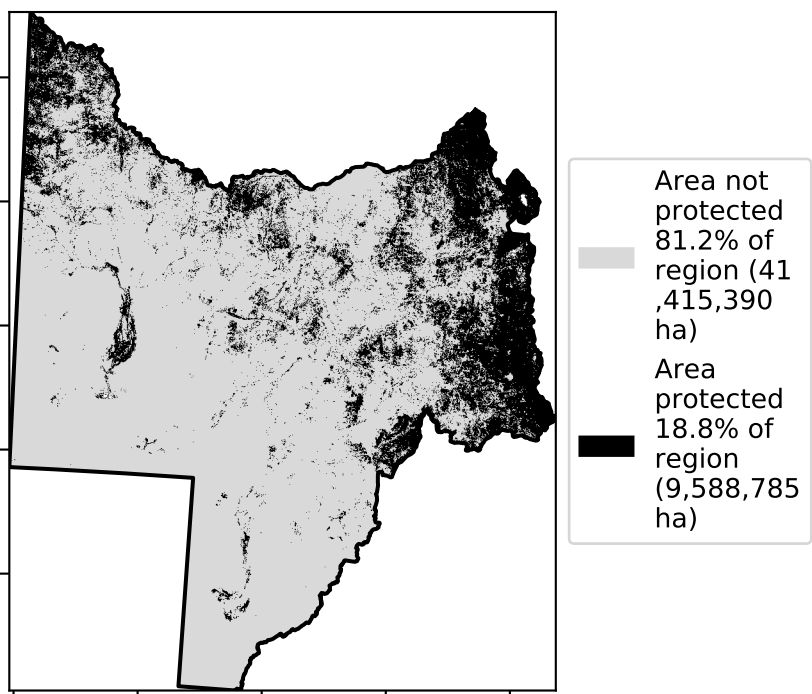 Area not
protected
81.2% of
region (41
,415,390
ha)
Area
protected
18.8% of
region
(9,588,785
ha)